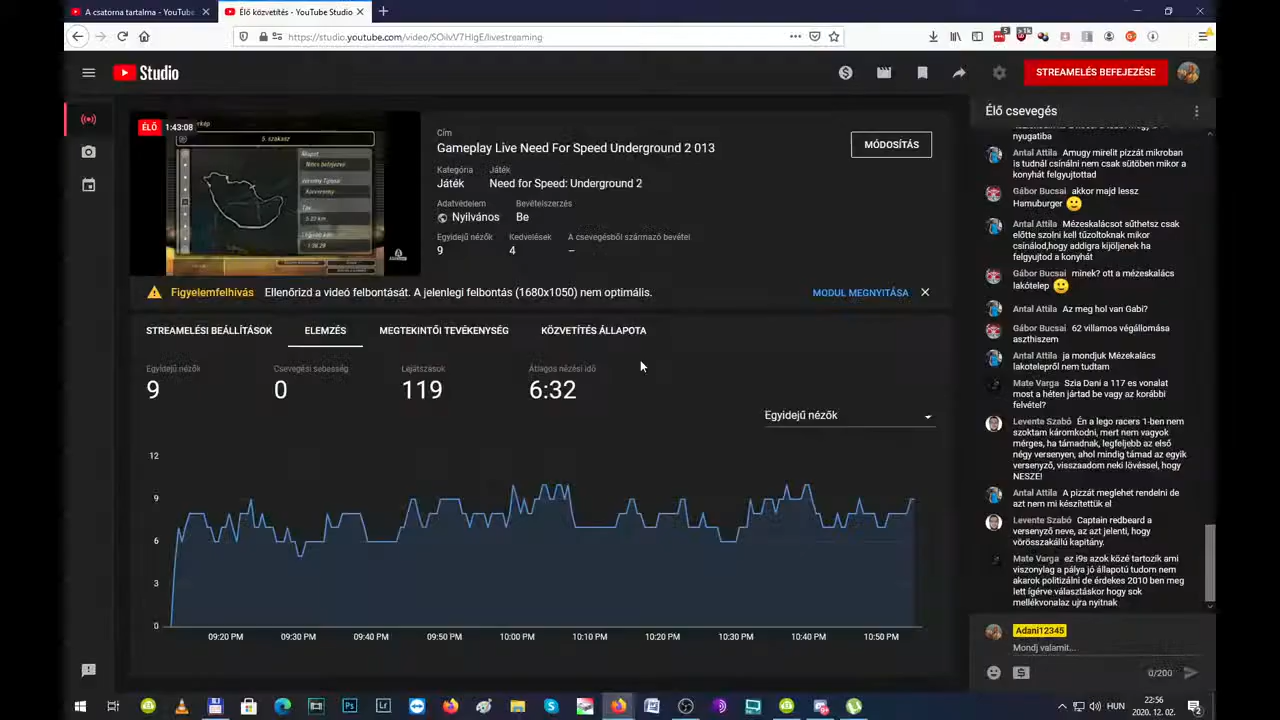 A csatorna tartalma - YouTube
Élő közvetítés - YouTube Studio
https://studio.youtube.com/video/SOilvV7HIgE/livestreaming
Studio
STREAMELÉS BEFEJEZÉSE
ÉLŐ 1:43:08
5. szakasz
Cím
Gameplay Live Need For Speed Underground 2 013
MÓDOSÍTÁS
Kategória Játék
Játék Need for Speed: Underground 2
Adatvédelem Bevételszerzés
Nyilvános Be
Egyidejű nézők Kedvelések A csevegésből származó bevétel
9 4 –
Figyelemfelhívás Ellenőrizd a videó felbontását. A jelenlegi felbontás (1680x1050) nem optimális.
MODUL MEGNYITÁSA
STREAMELÉSI BEÁLLÍTÁSOK ELEMZÉS MEGTEKINTŐI TEVÉKENYSÉG KÖZVETÍTÉS ÁLLAPOTA
Egyidejű nézők Csevegési sebesség Lejátszások Átlagos nézési idő
9 0 119 6:32
Egyidejű nézők
12
9
6
3
0
09:20 PM 09:30 PM 09:40 PM 09:50 PM 10:00 PM 10:10 PM 10:20 PM 10:30 PM 10:40 PM 10:50 PM
Élő csevegés
nyugatiba
Antal Attila Amugy mirelit pizzát mikroban
is tudnál csinálni nem csak sütőben mikor a
konyhát felgyujtottad
Gábor Bucsai akkor majd lessz
Hamuburger
Antal Attila Mézeskalácsot sűthetsz csak
előtte szolni kell tűzoltoknak mikor
csinálod,hogy addigra kijöljenek ha
felgyujtod a konyhát
Gábor Bucsai minek? ott a mézeskalács
lakótelep
Antal Attila Az meg hol van Gabi?
Gábor Bucsai 62 villamos végállomása
aszthiszem
Antal Attila ja mondjuk Mézekalács
lakotelepről nem tudtam
Mate Varga Szia Dani a 117 es vonalat
most a héten jártad be vagy az korábbi
felvétel?
Levente Szabó Én a lego racers 1-ben nem
szoktam káromkodni, mert nem vagyok
mérges, ha támadnak, legfeljebb az első
négy versenyen, ahol mindig támad az egyik
versenyző, visszaadom neki lövéssel, hogy
NESZE!
Antal Attila A pizzát meglehet rendelni de
azt nem mi készítettük el
Levente Szabó Captain redbeard a
versenyző neve, az azt jelenti, hogy
vörösszakállú kapitány.
Mate Varga ez i9s azok közé tartozik ami
viszonylag a pálya jó állapotú tudom nem
akarok politizálni de érdekes 2010 ben meg
lett ígérve választáskor hogy sok
mellékvonalaz ujra nyitnak
Adani12345
Mondj valamit...
0/200
HUN
22:56
2020. 12. 02.